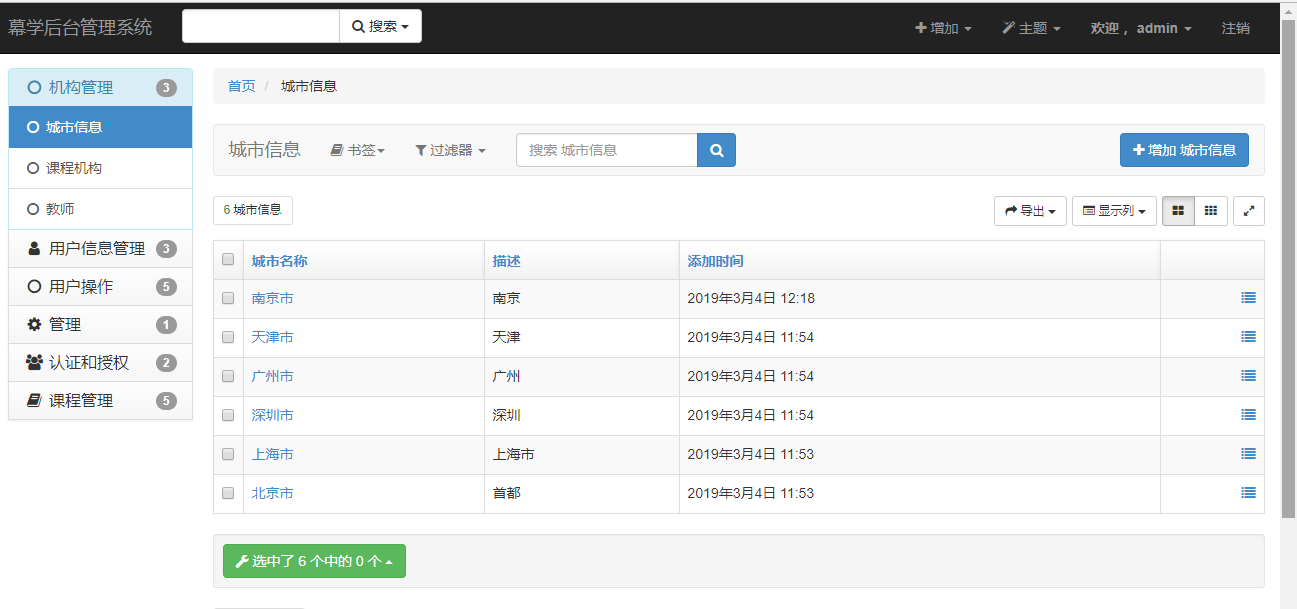 幕学后台管理系统 搜索 增加 主题 欢迎， admin 注销
机构管理 3
城市信息
课程机构
教师
用户信息管理 3
用户操作 5
管理 1
认证和授权 2
课程管理 5
首页 / 城市信息
城市信息 书签 过滤器 搜索 城市信息 增加 城市信息
6 城市信息 导出 显示列
城市名称 描述 添加时间
南京市 南京 2019年3月4日 12:18
天津市 天津 2019年3月4日 11:54
广州市 广州 2019年3月4日 11:54
深圳市 深圳 2019年3月4日 11:54
上海市 上海市 2019年3月4日 11:53
北京市 首都 2019年3月4日 11:53
选中了 6 个中的 0 个